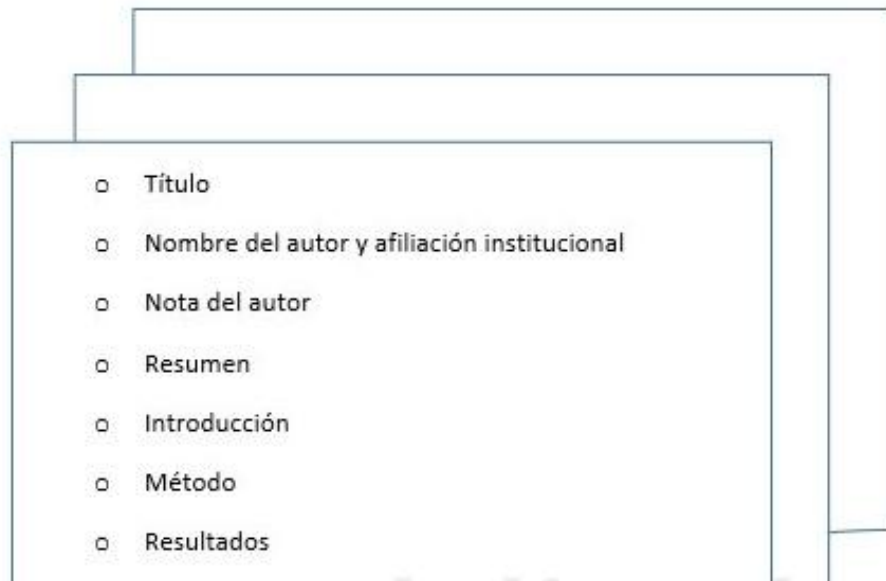 Título
Nombre del autor y afiliación institucional
Nota del autor
Resumen
Introducción
Método
Resultados